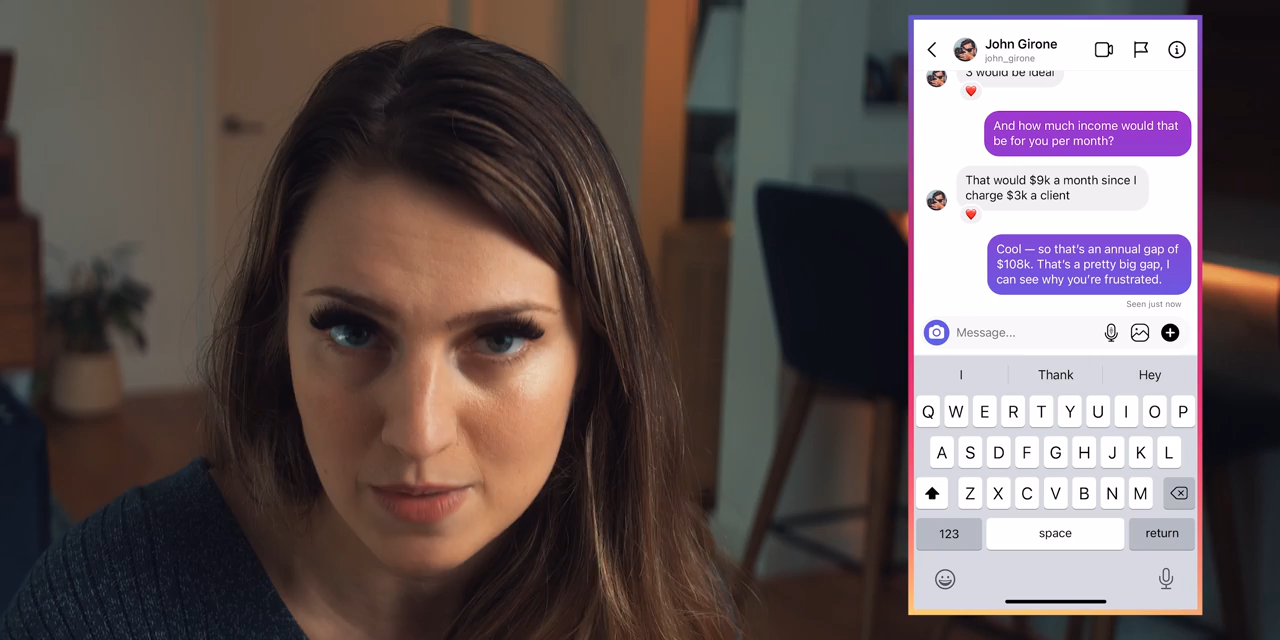 John Girone
john_girone
3 would be ideal
And how much income would that
be for you per month?
That would $9k a month since I
charge $3k a client
Cool — so that's an annual gap of
$108k. That's a pretty big gap, I
can see why you're frustrated.
Seen just now
Message...
I Thank Hey
Q W E R T Y U I O P
A S D F G H J K L
Z X C V B N M
123 space return